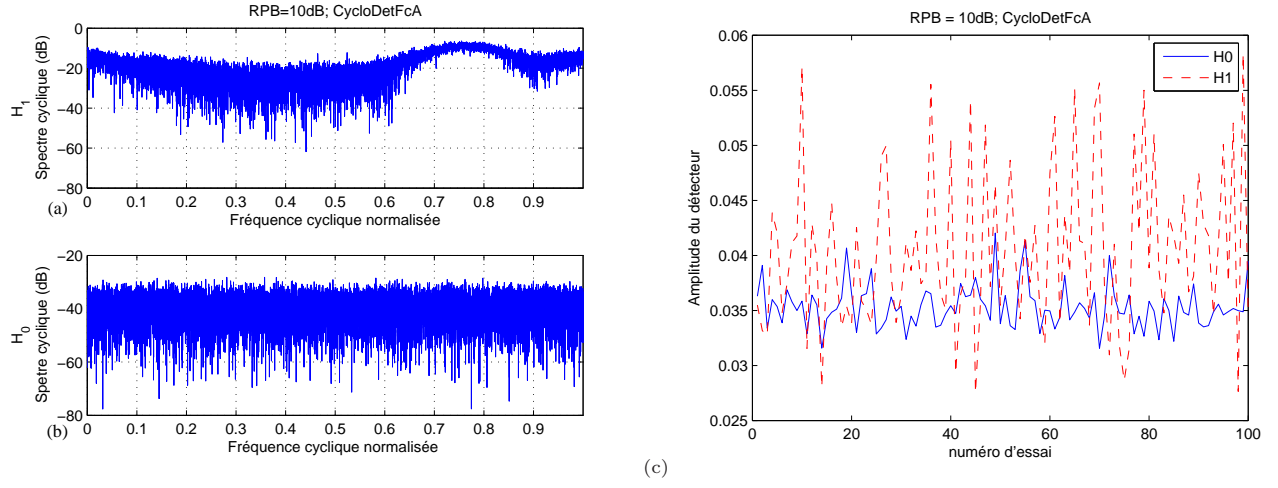 RPB=10dB; CycloDetFcA
H1
Spectre cyclique (dB)
0
−20
−40
−60
−80
0 0.1 0.2 0.3 0.4 0.5 0.6 0.7 0.8 0.9
Fréquence cyclique normalisée
(a)
H0
Spetre cyclique (dB)
−20
−40
−60
−80
0 0.1 0.2 0.3 0.4 0.5 0.6 0.7 0.8 0.9
Fréquence cyclique normalisée
(b)
RPB = 10dB; CycloDetFcA
H0
H1
Amplitude du détecteur
0.06
0.055
0.05
0.045
0.04
0.035
0.03
0.025
0 20 40 60 80 100
numéro d'essai
(c)